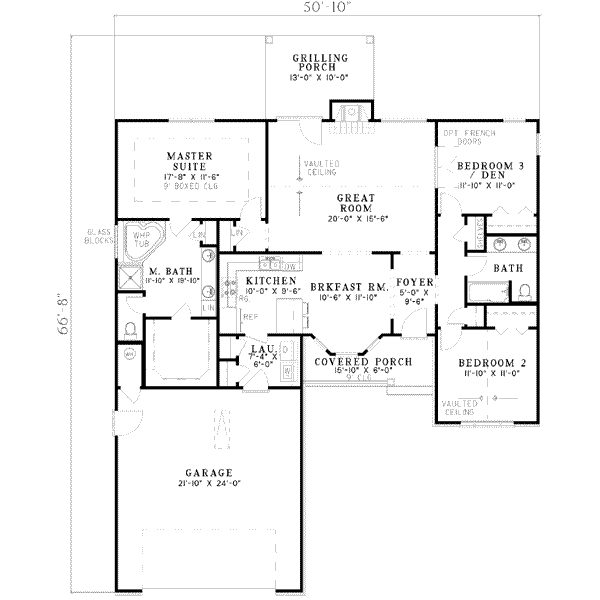 50'-10"
66'-8"
GRILLING
PORCH
13'-0" X 10'-0"
MASTER
SUITE
17'-8" X 11'-6"
9' BOXED CLG
VAULTED
CEILING
GREAT
ROOM
20'-0" X 15'-6"
OPT FRENCH
DOORS
BEDROOM 3
/ DEN
11'-10" X 11'-0"
GLASS
BLOCKS
WHP
TUB
LIN
LIN
SHELVES
M. BATH
11'-10" X 19'-10"
LIN
KITCHEN
10'-0" X 9'-6"
DW
RG.
REF
BRKFAST RM.
10'-6" X 11'-10"
FOYER
5'-0" X
9'-6"
BATH
WH
LAU.
7'-4" X
6'-0"
D
W
COVERED PORCH
15'-10" X 6'-0"
9' CLG
BEDROOM 2
11'-10" X 11'-0"
VAULTED
CEILING
GARAGE
21'-10" X 24'-0"